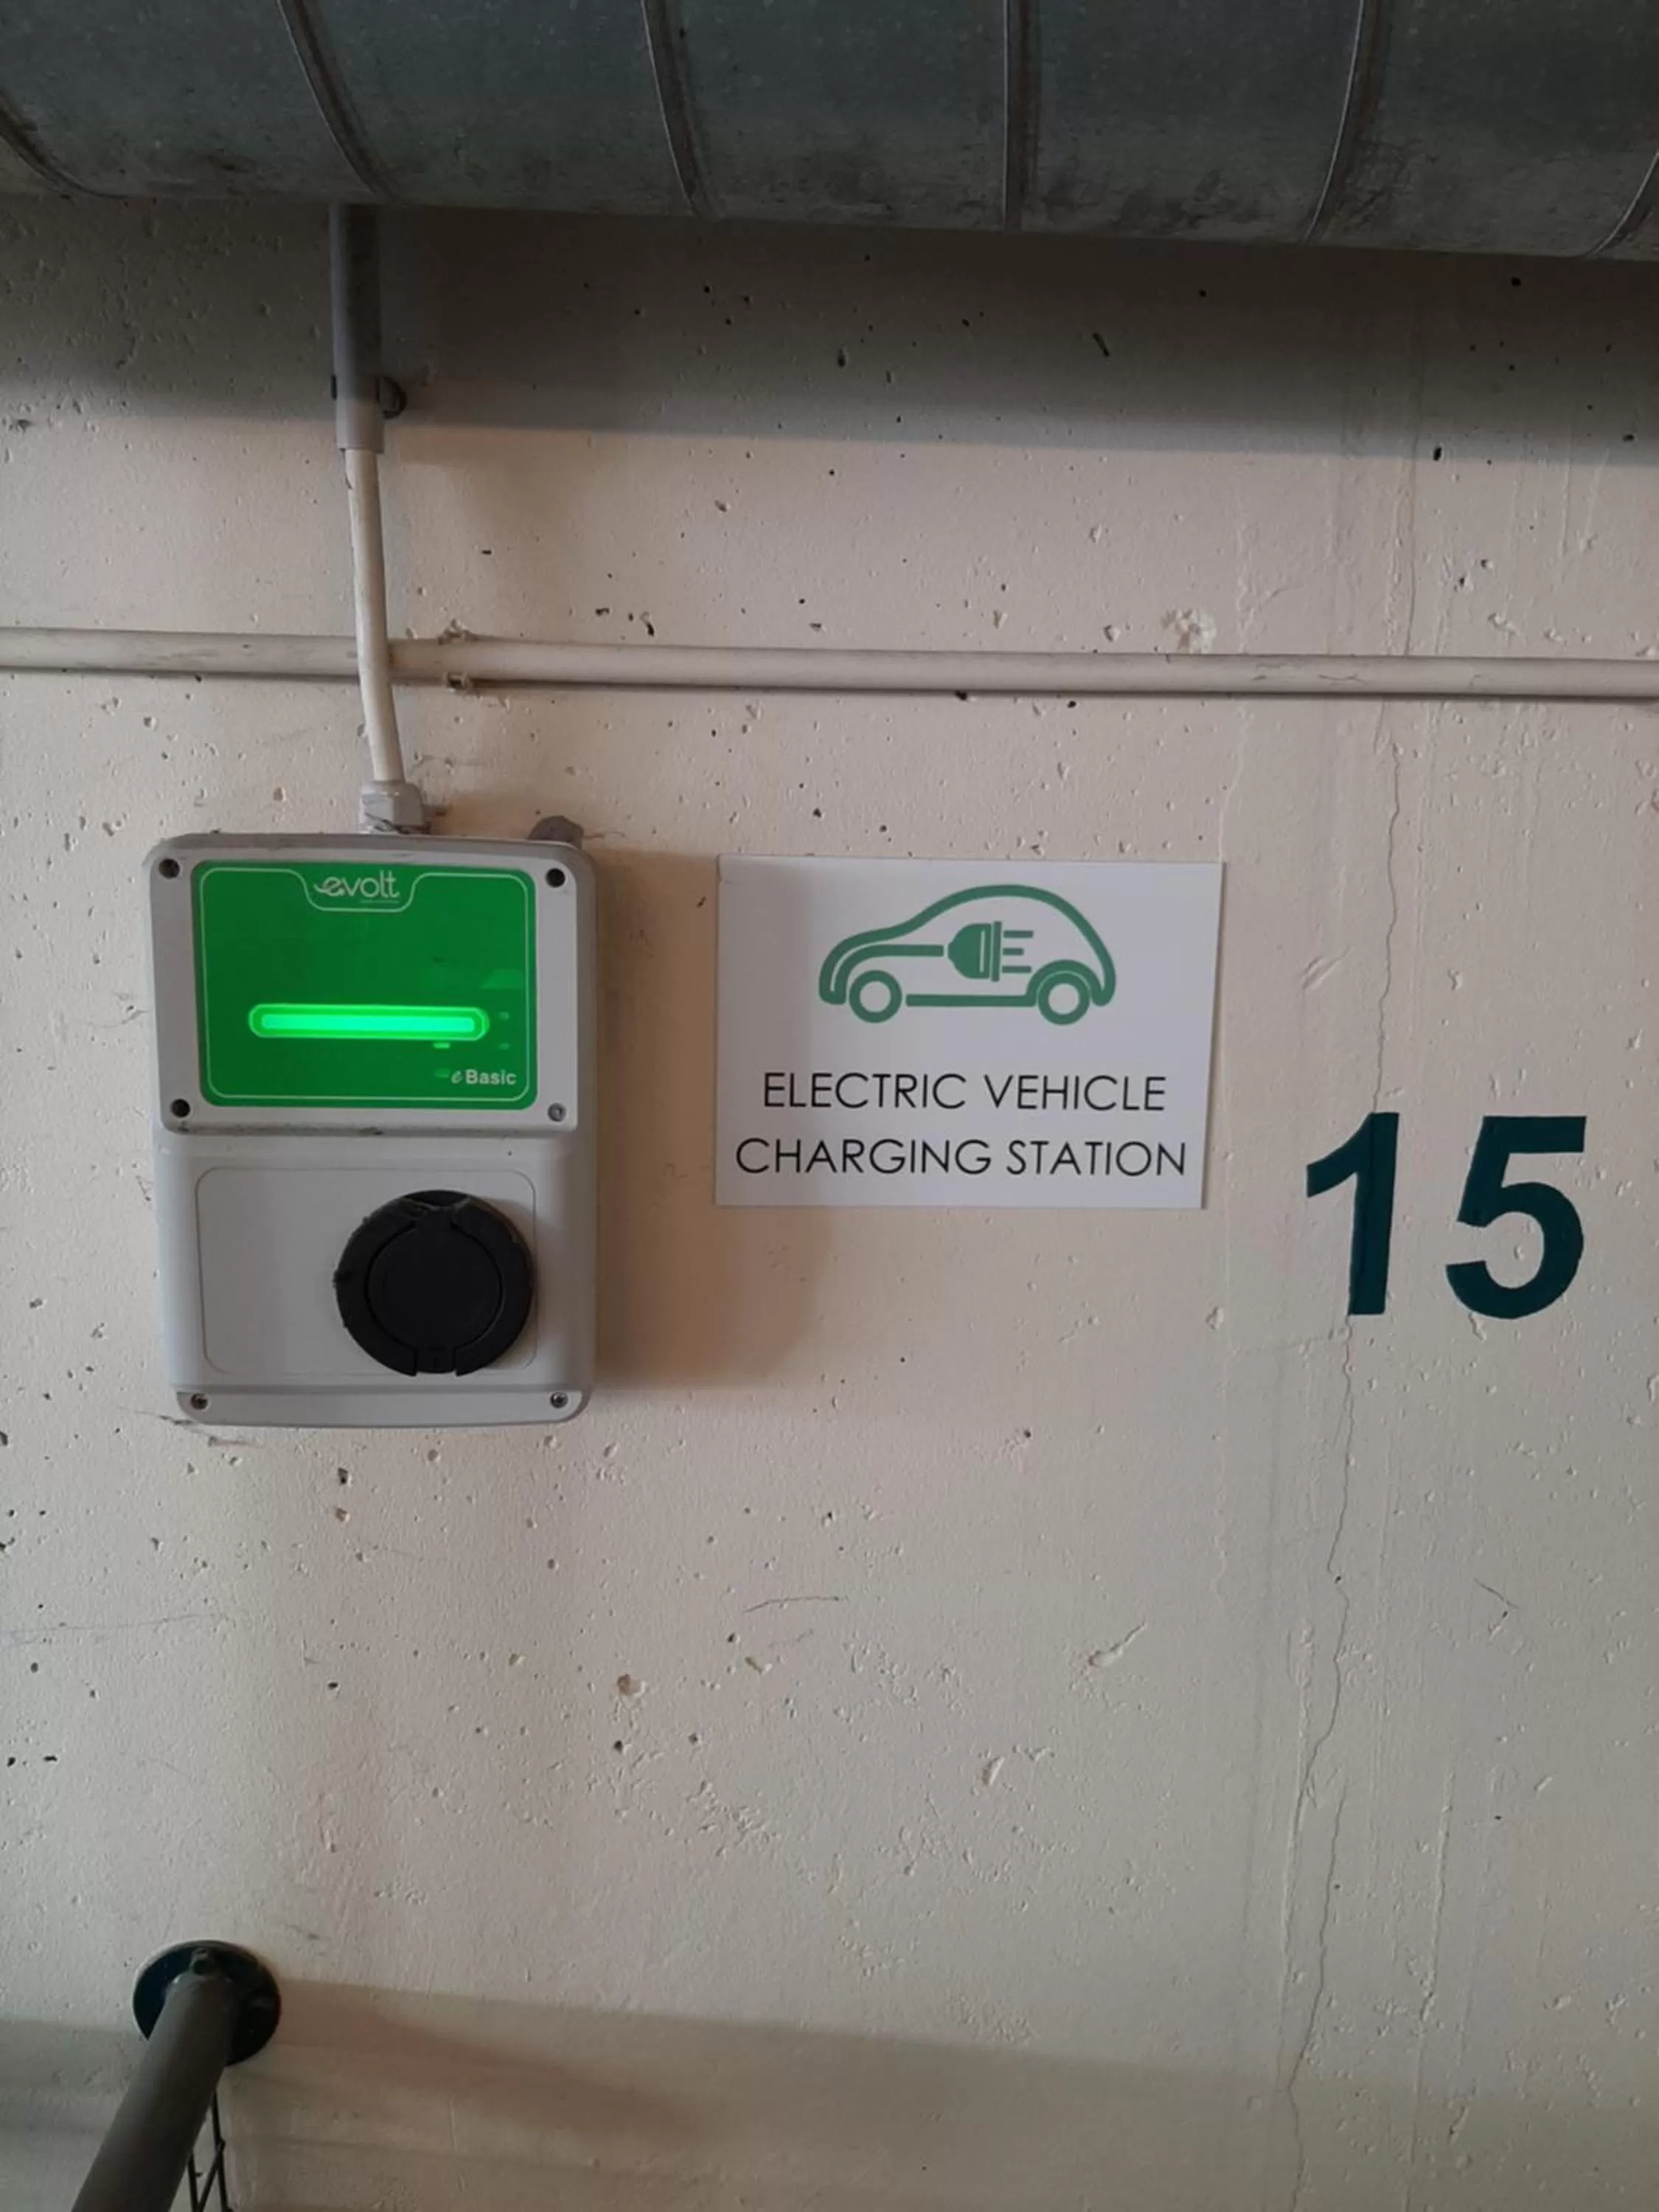 evolt
eBasic
ELECTRIC VEHICLE
CHARGING STATION
15